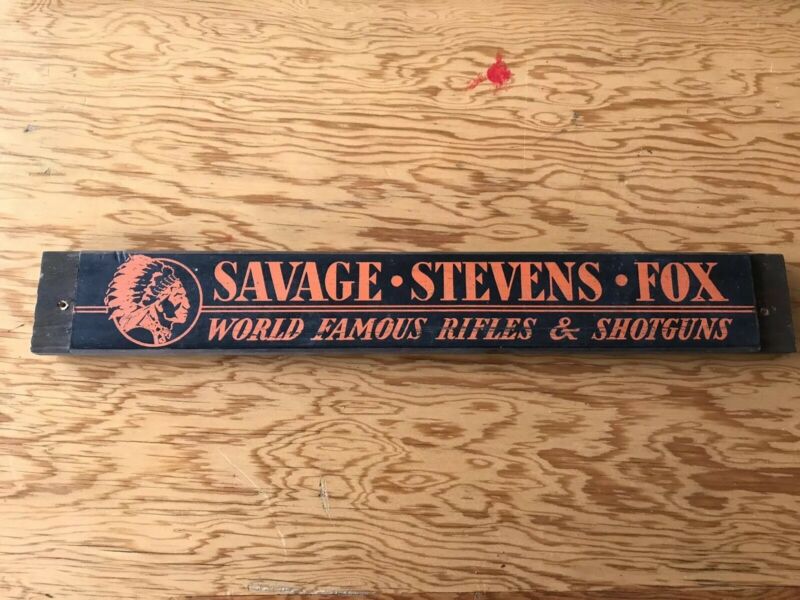 SAVAGE • STEVENS • FOX
WORLD FAMOUS RIFLES & SHOTGUNS